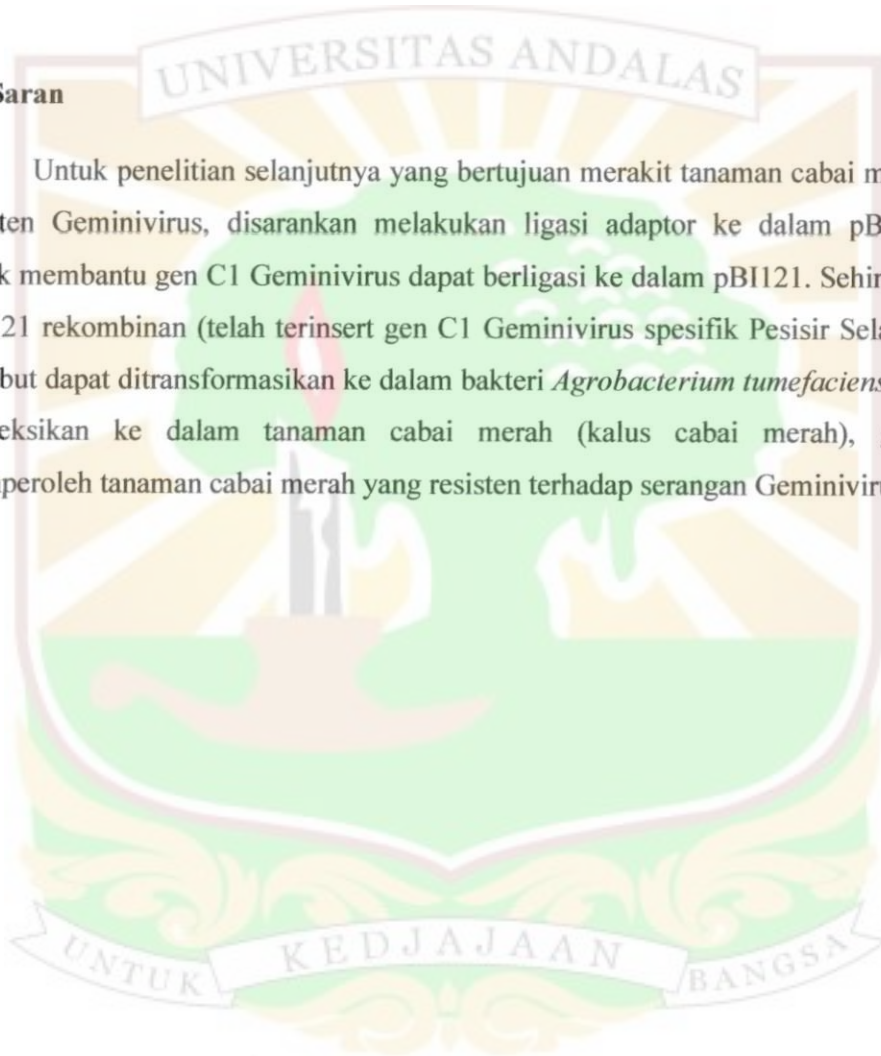 UNIVERSITAS ANDALAS
Saran
Untuk penelitian selanjutnya yang bertujuan merakit tanaman cabai m
ten Geminivirus, disarankan melakukan ligasi adaptor ke dalam pB
k membantu gen C1 Geminivirus dapat berligasi ke dalam pBI121. Sehin
21 rekombinan (telah terinsert gen C1 Geminivirus spesifik Pesisir Sela
but dapat ditransformasikan ke dalam bakteri Agrobacterium tumefaciens
eksikan ke dalam tanaman cabai merah (kalus cabai merah),
peroleh tanaman cabai merah yang resisten terhadap serangan Geminivir
UNTUK KEDJAJAAN BANGSA